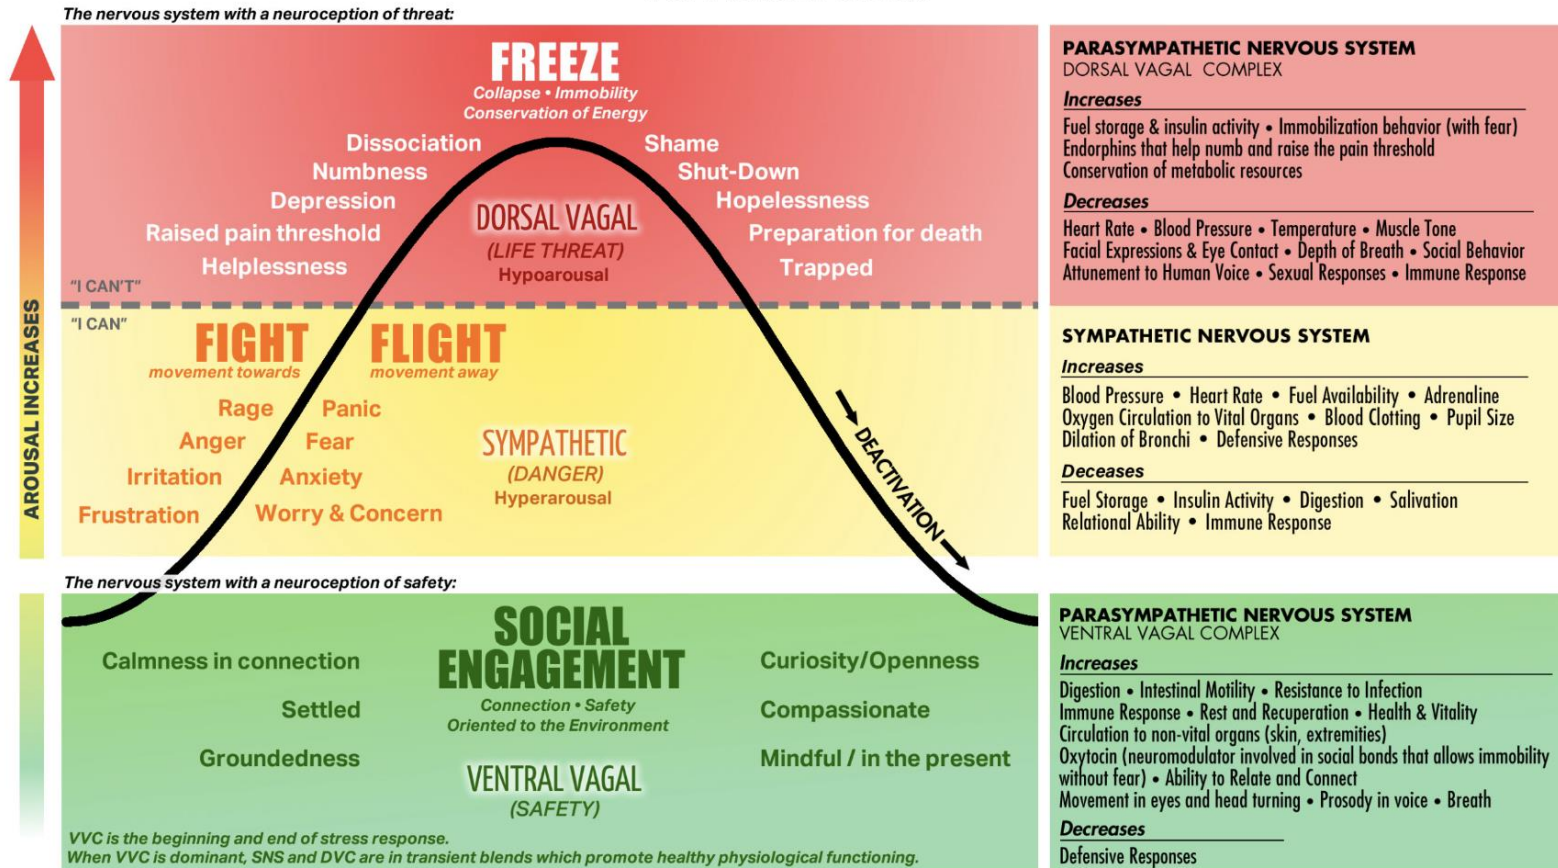 The nervous system with a neuroception of threat:
AROUSAL INCREASES
FREEZE
Collapse • Immobility
Conservation of Energy
Dissociation
Numbness
Depression
Raised pain threshold
Helplessness
Shame
Shut-Down
Hopelessness
Preparation for death
Trapped
DORSAL VAGAL
(LIFE THREAT)
Hypoarousal
"I CAN'T"
"I CAN"
FIGHT
movement towards
FLIGHT
movement away
Rage
Anger
Irritation
Frustration
Panic
Fear
Anxiety
Worry & Concern
SYMPATHETIC
(DANGER)
Hyperarousal
DEACTIVATION
The nervous system with a neuroception of safety:
SOCIAL
ENGAGEMENT
Connection • Safety
Oriented to the Environment
Calmness in connection
Settled
Groundedness
Curiosity/Openness
Compassionate
Mindful / in the present
VENTRAL VAGAL
(SAFETY)
VVC is the beginning and end of stress response.
When VVC is dominant, SNS and DVC are in transient blends which promote healthy physiological functioning.
PARASYMPATHETIC NERVOUS SYSTEM
DORSAL VAGAL COMPLEX
Increases
Fuel storage & insulin activity • Immobilization behavior (with fear)
Endorphins that help numb and raise the pain threshold
Conservation of metabolic resources
Decreases
Heart Rate • Blood Pressure • Temperature • Muscle Tone
Facial Expressions & Eye Contact • Depth of Breath • Social Behavior
Attunement to Human Voice • Sexual Responses • Immune Response
SYMPATHETIC NERVOUS SYSTEM
Increases
Blood Pressure • Heart Rate • Fuel Availability • Adrenaline
Oxygen Circulation to Vital Organs • Blood Clotting • Pupil Size
Dilation of Bronchi • Defensive Responses
Deceases
Fuel Storage • Insulin Activity • Digestion • Salivation
Relational Ability • Immune Response
PARASYMPATHETIC NERVOUS SYSTEM
VENTRAL VAGAL COMPLEX
Increases
Digestion • Intestinal Motility • Resistance to Infection
Immune Response • Rest and Recuperation • Health & Vitality
Circulation to non-vital organs (skin, extremities)
Oxytocin (neuromodulator involved in social bonds that allows immobility
without fear) • Ability to Relate and Connect
Movement in eyes and head turning • Prosody in voice • Breath
Decreases
Defensive Responses